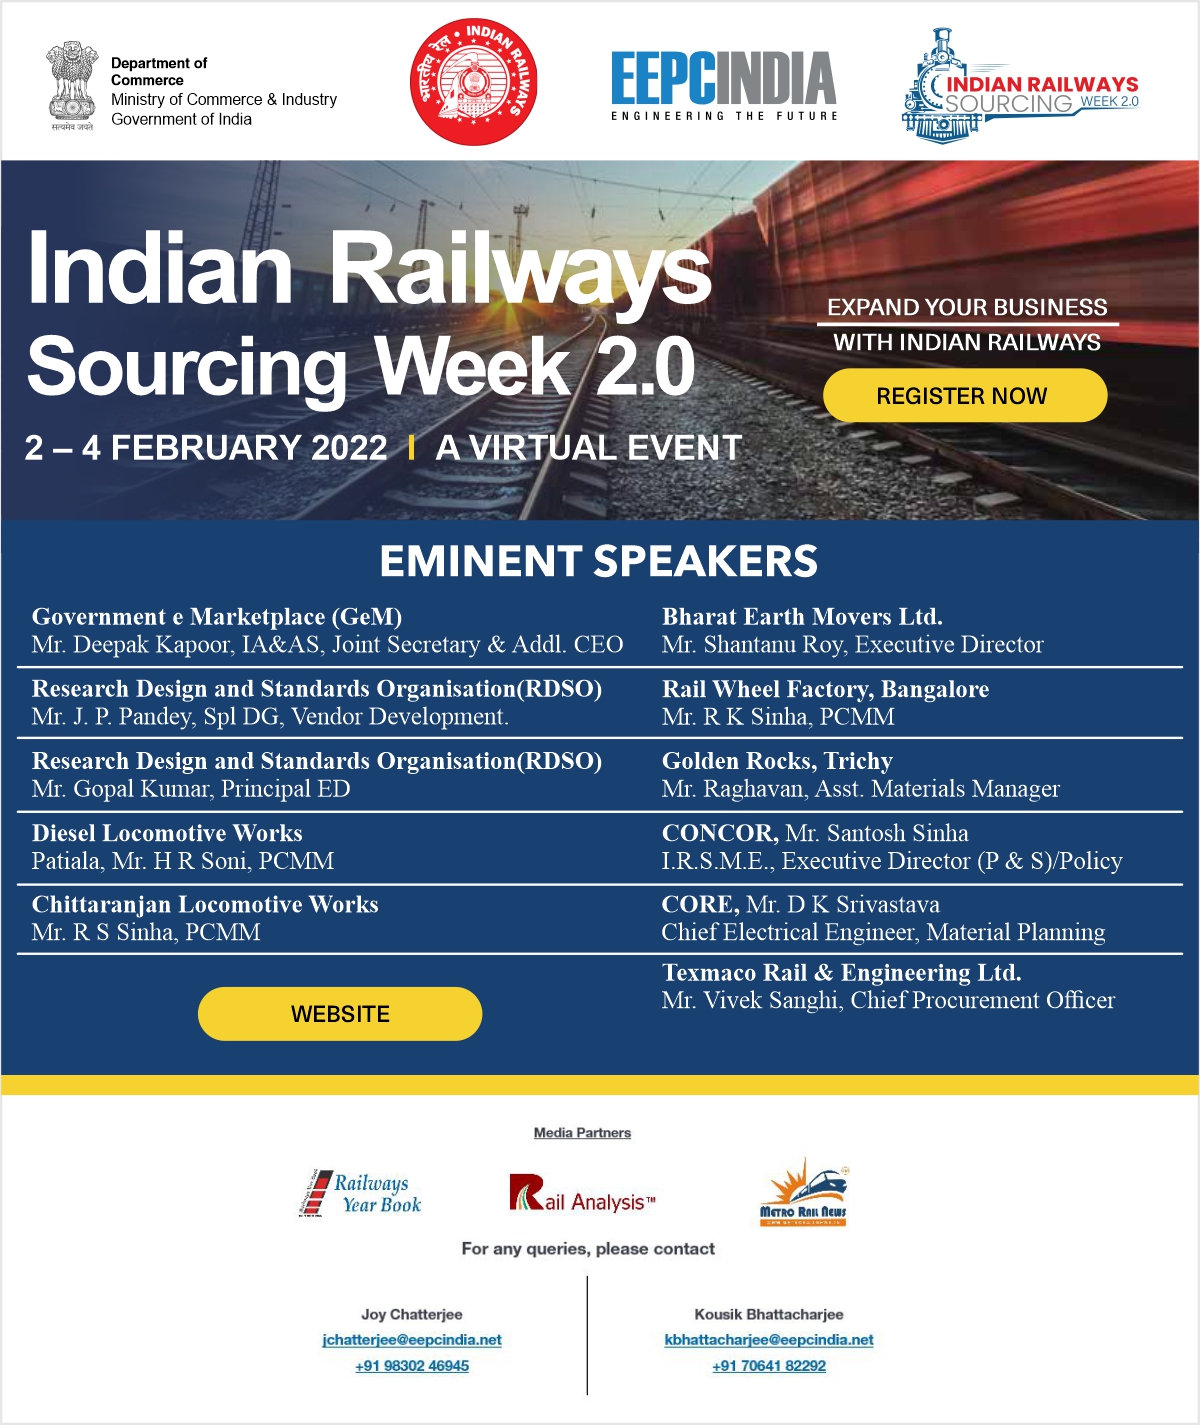 Department of
Commerce
Ministry of Commerce & Industry
Government of India
सत्यमेव जयते
भारतीय रेल • INDIAN RAILWAYS
EEPCINDIA
ENGINEERING THE FUTURE
INDIAN RAILWAYS
SOURCING WEEK 2.0
Indian Railways
Sourcing Week 2.0
2 – 4 FEBRUARY 2022 | A VIRTUAL EVENT
EXPAND YOUR BUSINESS
WITH INDIAN RAILWAYS
REGISTER NOW
EMINENT SPEAKERS
Government e Marketplace (GeM)
Mr. Deepak Kapoor, IA&AS, Joint Secretary & Addl. CEO
Research Design and Standards Organisation(RDSO)
Mr. J. P. Pandey, Spl DG, Vendor Development.
Research Design and Standards Organisation(RDSO)
Mr. Gopal Kumar, Principal ED
Diesel Locomotive Works
Patiala, Mr. H R Soni, PCMM
Chittaranjan Locomotive Works
Mr. R S Sinha, PCMM
WEBSITE
Bharat Earth Movers Ltd.
Mr. Shantanu Roy, Executive Director
Rail Wheel Factory, Bangalore
Mr. R K Sinha, PCMM
Golden Rocks, Trichy
Mr. Raghavan, Asst. Materials Manager
CONCOR, Mr. Santosh Sinha
I.R.S.M.E., Executive Director (P & S)/Policy
CORE, Mr. D K Srivastava
Chief Electrical Engineer, Material Planning
Texmaco Rail & Engineering Ltd.
Mr. Vivek Sanghi, Chief Procurement Officer
Media Partners
Railways
Year Book
Rail Analysis™
METRO RAIL NEWS
For any queries, please contact
Joy Chatterjee
jchatterjee@eepcindia.net
+91 98302 46945
Kousik Bhattacharjee
kbhattacharjee@eepcindia.net
+91 70641 82292